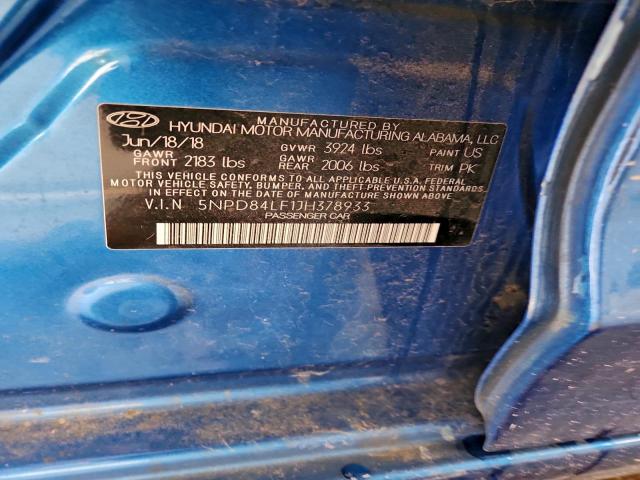 MANUFACTURED BY
HYUNDAI MOTOR MANUFACTURING ALABAMA, LLC
Jun/18/18 GVWR 3924 lbs PAINT US
GAWR FRONT 2183 lbs GAWR REAR 2006 lbs TRIM PK
THIS VEHICLE CONFORMS TO ALL APPLICABLE U.S.A. FEDERAL
MOTOR VEHICLE SAFETY, BUMPER, AND THEFT PREVENTION STANDARDS
IN EFFECT ON THE DATE OF MANUFACTURE SHOWN ABOVE
V.I.N 5NPD84LF1JH378933
PASSENGER CAR